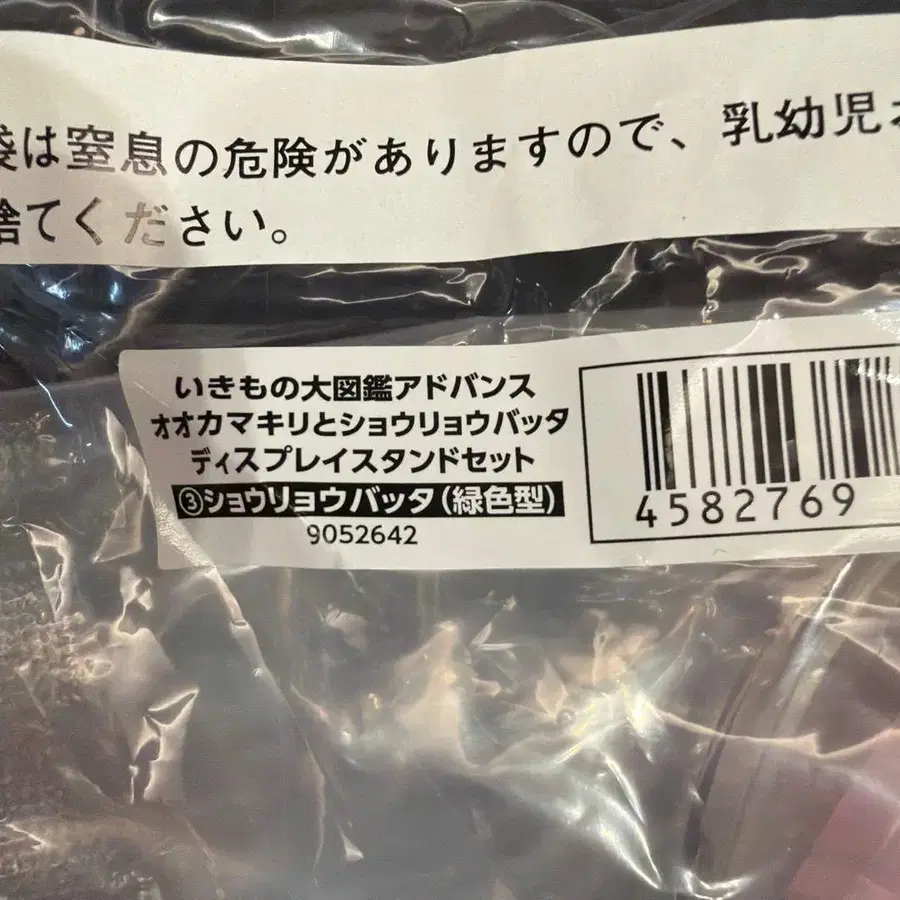 袋は窒息の危険がありますので、乳幼児
捨てください。
いきもの大図鑑アドバンス
オオカマキリとショウリョウバッタ
ディスプレイスタンドセット
③ショウリョウバッタ(緑色型)
9052642
4582769